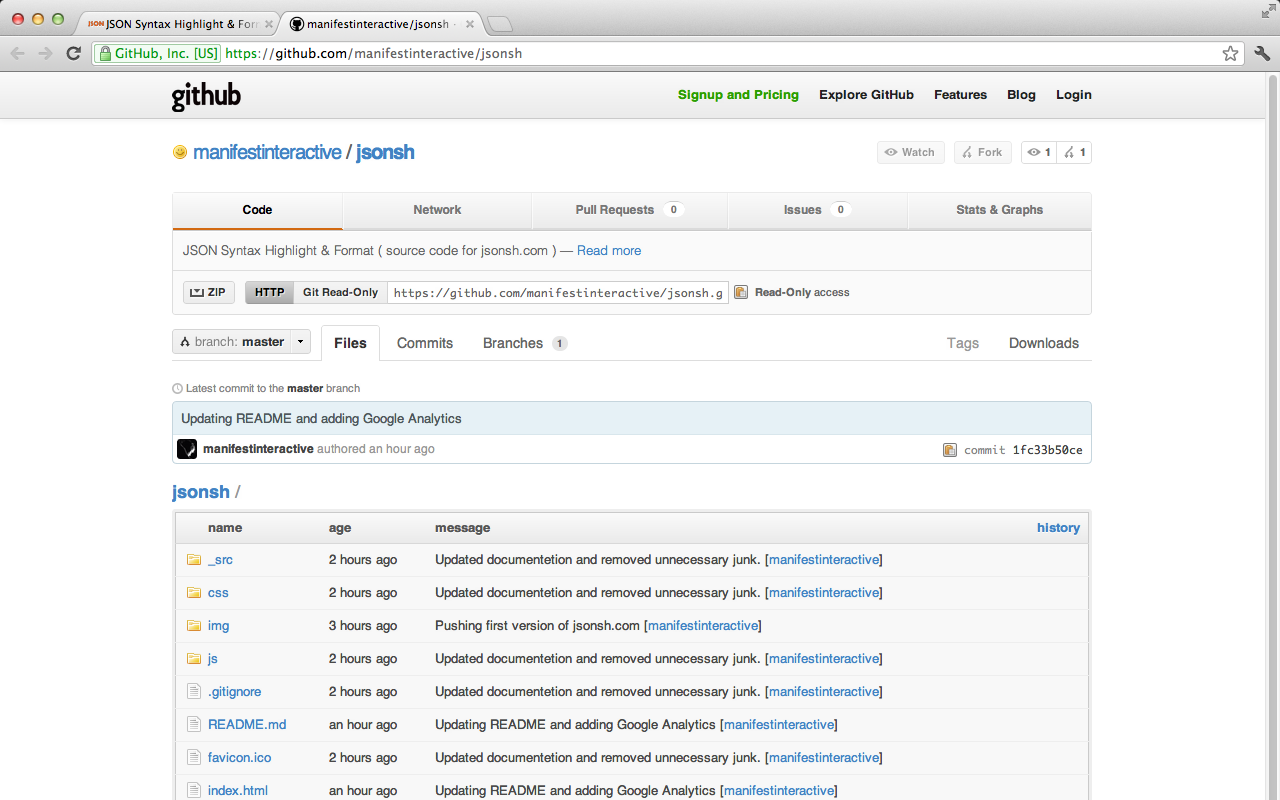 JSON JSON Syntax Highlight & For
manifestinteractive/jsonsh -
GitHub, Inc. [US] https://github.com/manifestinteractive/jsonsh
github
Signup and Pricing Explore GitHub Features Blog Login
manifestinteractive / jsonsh
Watch Fork 1 1
Code Network Pull Requests 0 Issues 0 Stats & Graphs
JSON Syntax Highlight & Format ( source code for jsonsh.com ) — Read more
ZIP HTTP Git Read-Only https://github.com/manifestinteractive/jsonsh.g Read-Only access
branch: master Files Commits Branches 1 Tags Downloads
Latest commit to the master branch
Updating README and adding Google Analytics
manifestinteractive authored an hour ago commit 1fc33b50ce
jsonsh /
name age message history
_src 2 hours ago Updated documentetion and removed unnecessary junk. [manifestinteractive]
css 2 hours ago Updated documentetion and removed unnecessary junk. [manifestinteractive]
img 3 hours ago Pushing first version of jsonsh.com [manifestinteractive]
js 2 hours ago Updated documentetion and removed unnecessary junk. [manifestinteractive]
.gitignore 2 hours ago Updated documentetion and removed unnecessary junk. [manifestinteractive]
README.md an hour ago Updating README and adding Google Analytics [manifestinteractive]
favicon.ico 2 hours ago Updated documentetion and removed unnecessary junk. [manifestinteractive]
index.html an hour ago Updating README and adding Google Analytics [manifestinteractive]